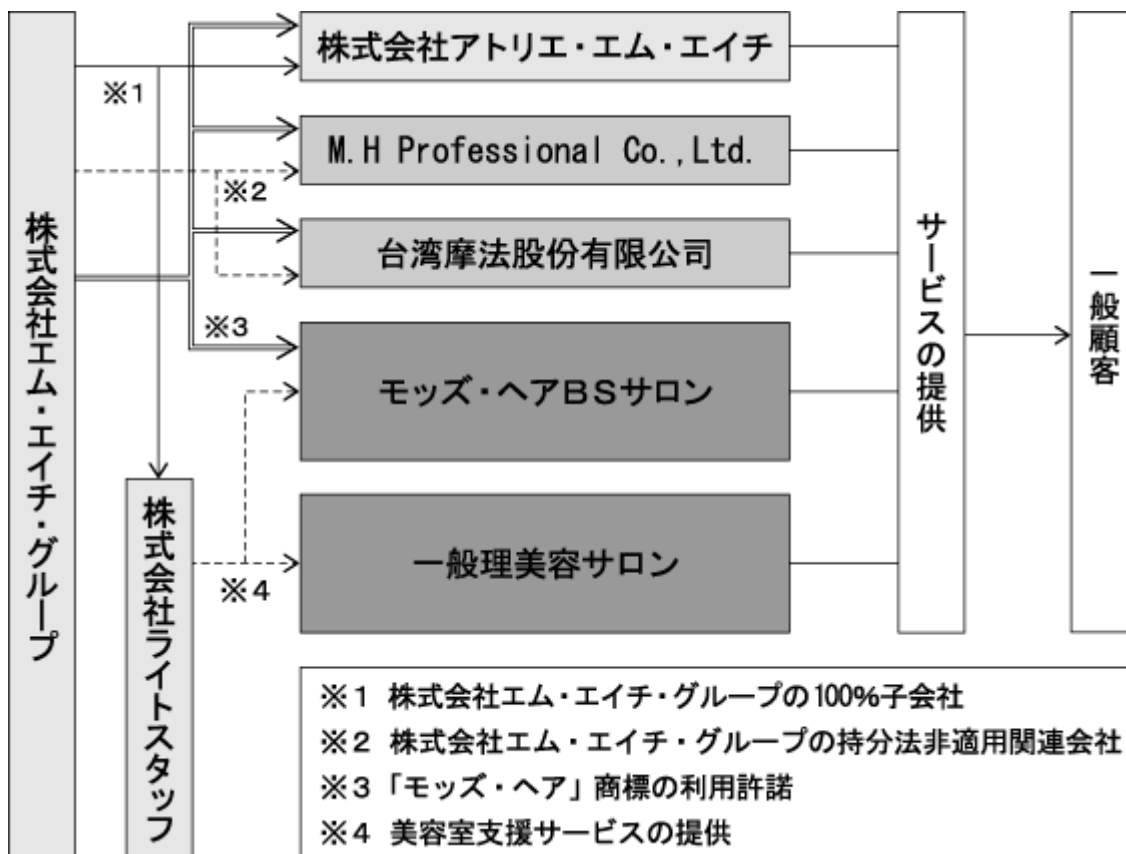 株式会社エム・エイチ・グループ
※1
※2
※3
株式会社ライトスタッフ
※4
株式会社アトリエ・エム・エイチ
M.H Professional Co.,Ltd.
台湾摩法股份有限公司
モッズ・ヘアBSサロン
一般理美容サロン
サービスの提供
一般顧客
※1 株式会社エム・エイチ・グループの100%子会社
※2 株式会社エム・エイチ・グループの持分法非適用関連会社
※3 「モッズ・ヘア」商標の利用許諾
※4 美容室支援サービスの提供